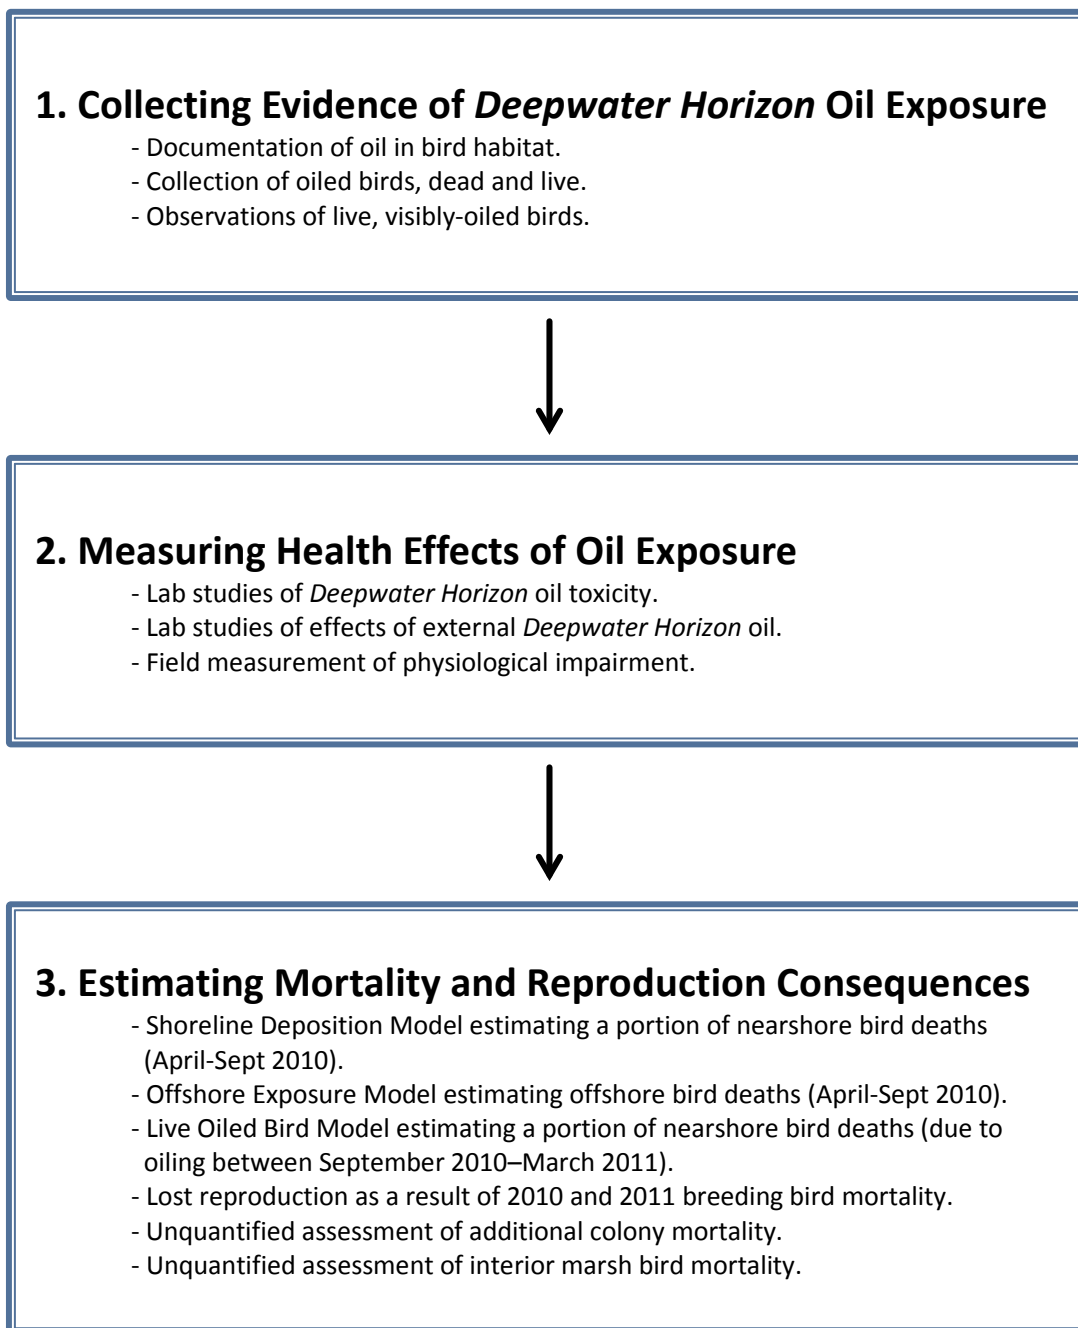 1. Collecting Evidence of Deepwater Horizon Oil Exposure
- Documentation of oil in bird habitat.
- Collection of oiled birds, dead and live.
- Observations of live, visibly-oiled birds.
2. Measuring Health Effects of Oil Exposure
- Lab studies of Deepwater Horizon oil toxicity.
- Lab studies of effects of external Deepwater Horizon oil.
- Field measurement of physiological impairment.
3. Estimating Mortality and Reproduction Consequences
- Shoreline Deposition Model estimating a portion of nearshore bird deaths
(April-Sept 2010).
- Offshore Exposure Model estimating offshore bird deaths (April-Sept 2010).
- Live Oiled Bird Model estimating a portion of nearshore bird deaths (due to
oiling between September 2010–March 2011).
- Lost reproduction as a result of 2010 and 2011 breeding bird mortality.
- Unquantified assessment of additional colony mortality.
- Unquantified assessment of interior marsh bird mortality.